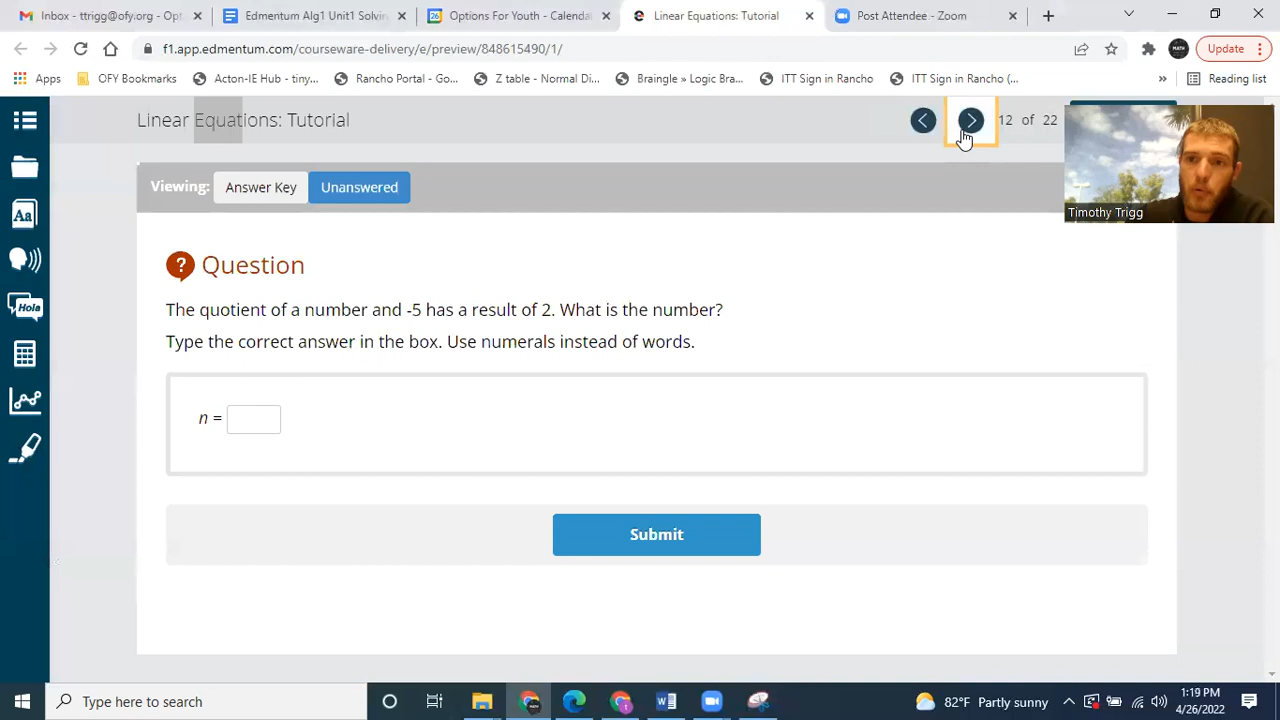 Inbox - ttrigg@ofy.org - Opt
Edmentum Alg1 Unit1 Solvin
Options For Youth - Calenda
Linear Equations: Tutorial
Post Attendee - Zoom
f1.app.edmentum.com/courseware-delivery/e/preview/848615490/1/
Update
Apps
OFY Bookmarks
Acton-IE Hub - tiny...
Rancho Portal - Go...
Z table - Normal Di...
Braingle » Logic Bra...
ITT Sign in Rancho
ITT Sign in Rancho (...
»
Reading list
Linear Equations: Tutorial
12 of 22
Viewing:
Answer Key
Unanswered
Timothy Trigg
Aa
Hola
? Question
The quotient of a number and -5 has a result of 2. What is the number?
Type the correct answer in the box. Use numerals instead of words.
n =
Submit
Type here to search
82°F Partly sunny
1:19 PM
4/26/2022